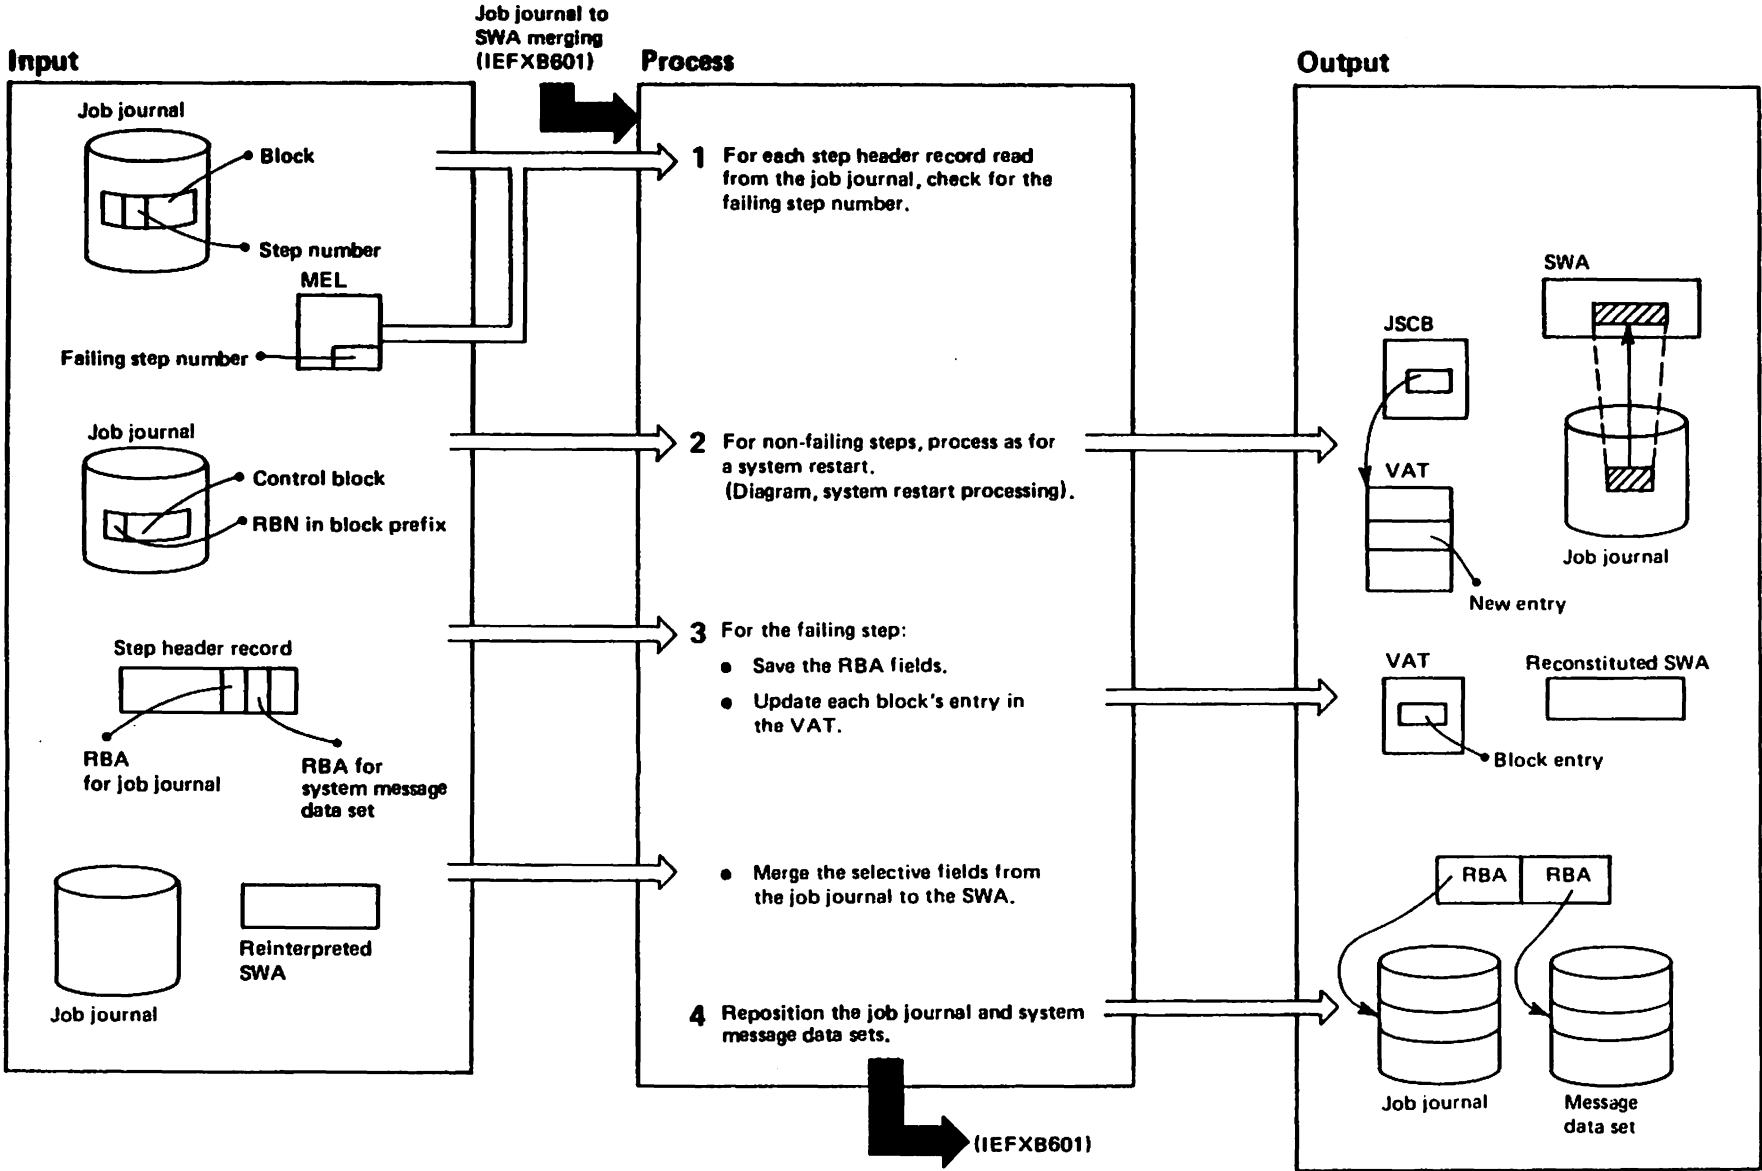 Job journal to
SWA merging
(IEFXB601)
Input
Process
Output
Job journal
Block
Step number
MEL
Failing step number
1 For each step header record read
from the job journal, check for the
failing step number.
SWA
JSCB
Job journal
Control block
RBN in block prefix
2 For non-failing steps, process as for
a system restart.
(Diagram, system restart processing).
VAT
Job journal
New entry
Step header record
RBA
for job journal
RBA for
system message
data set
3 For the failing step:
• Save the RBA fields.
• Update each block's entry in
the VAT.
VAT
Reconstituted SWA
Block entry
Job journal
Reinterpreted
SWA
• Merge the selective fields from
the job journal to the SWA.
4 Reposition the job journal and system
message data sets.
RBA RBA
Job journal
Message
data set
(IEFXB601)